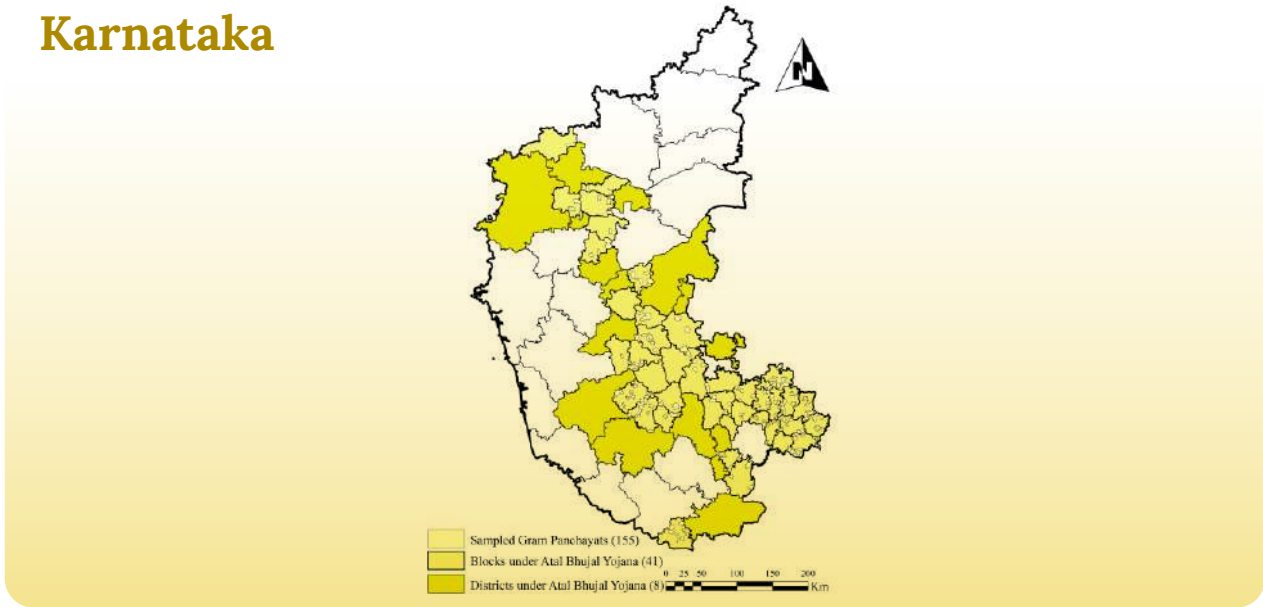 Karnataka
N
Sampled Gram Panchayats (155)
Blocks under Atal Bhujal Yojana (41)
Districts under Atal Bhujal Yojana (8)
0 25 50 100 150 200
Km